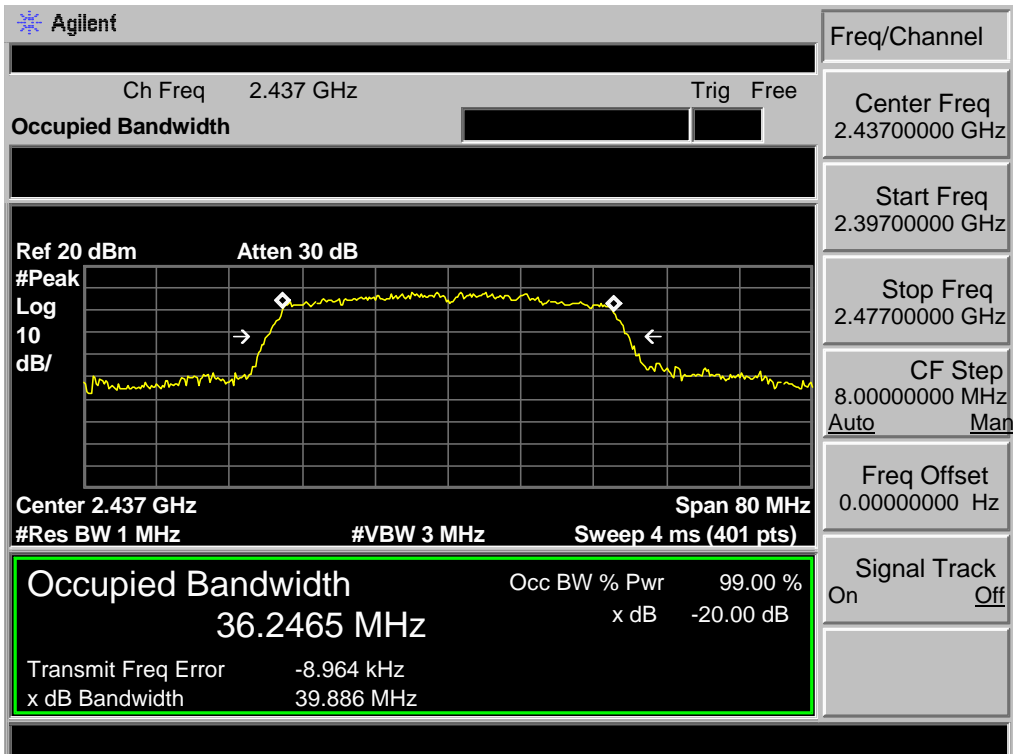 Agilent
Ch Freq 2.437 GHz Trig Free
Occupied Bandwidth
Ref 20 dBm Atten 30 dB
#Peak
Log
10
dB/
Center 2.437 GHz Span 80 MHz
#Res BW 1 MHz #VBW 3 MHz Sweep 4 ms (401 pts)
Occupied Bandwidth
36.2465 MHz
Occ BW % Pwr 99.00 %
x dB -20.00 dB
Transmit Freq Error -8.964 kHz
x dB Bandwidth 39.886 MHz
Freq/Channel
Center Freq
2.43700000 GHz
Start Freq
2.39700000 GHz
Stop Freq
2.47700000 GHz
CF Step
8.00000000 MHz
Auto Man
Freq Offset
0.00000000 Hz
Signal Track
On Off